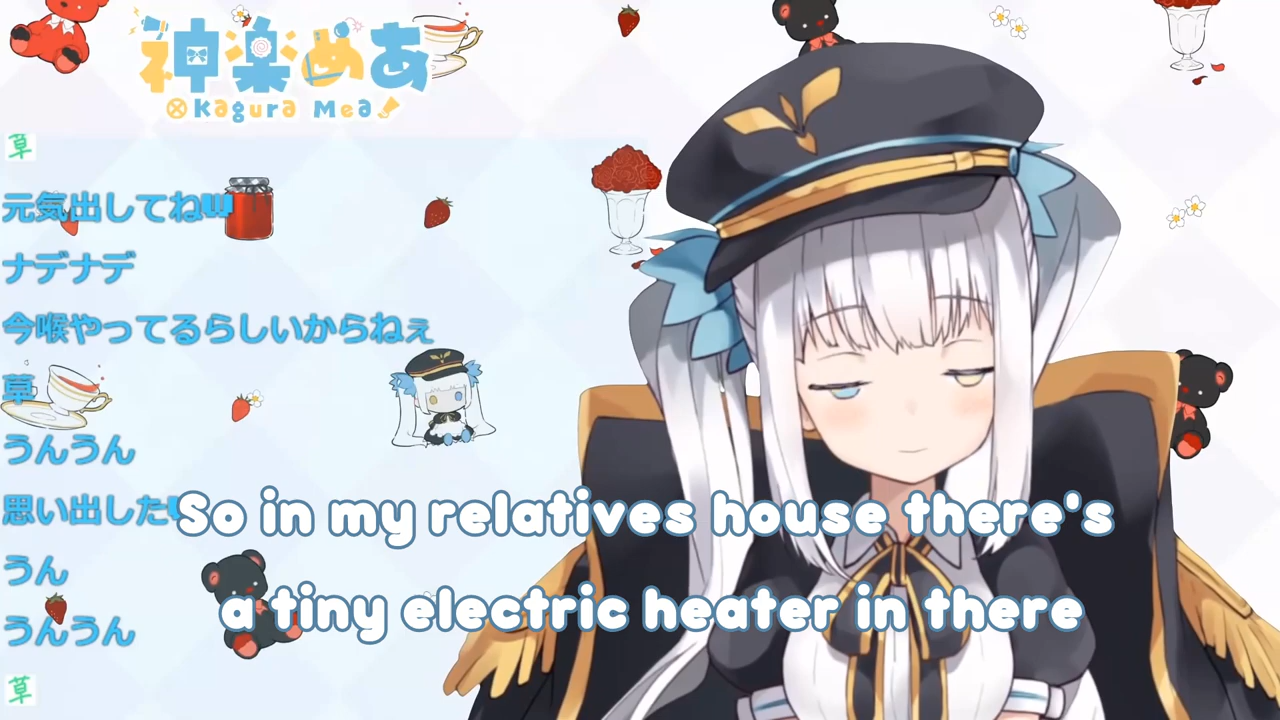 神楽めあ
Kagura Mea
草
元気出してね
ナデナデ
今喉やってるらしいからねぇ
草
うんうん
思い出した
うん
うんうん
草
So in my relatives house there's
a tiny electric heater in there